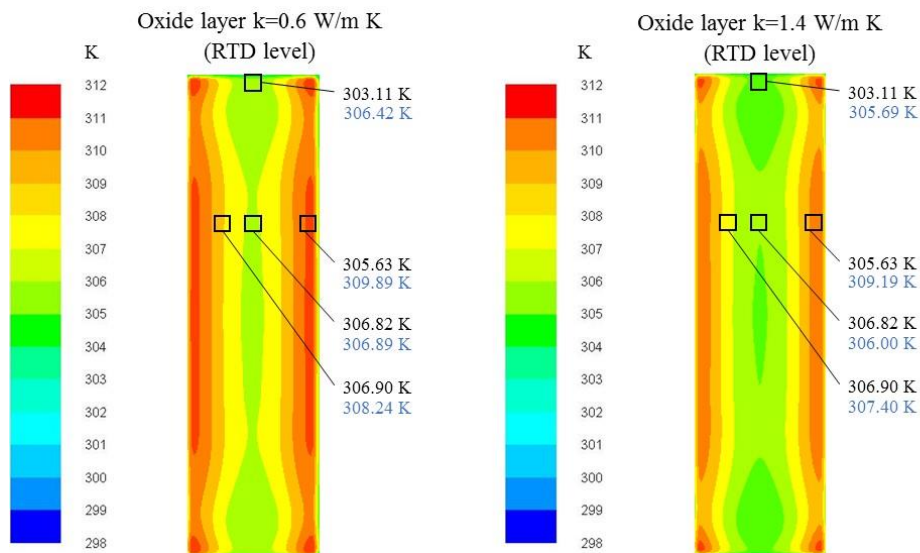 Oxide layer k=0.6 W/m K
(RTD level)
K
312
311
310
309
308
307
306
305
304
303
302
301
300
299
298
303.11 K
306.42 K
305.63 K
309.89 K
306.82 K
306.89 K
306.90 K
308.24 K
Oxide layer k=1.4 W/m K
(RTD level)
K
312
311
310
309
308
307
306
305
304
303
302
301
300
299
298
303.11 K
305.69 K
305.63 K
309.19 K
306.82 K
306.00 K
306.90 K
307.40 K